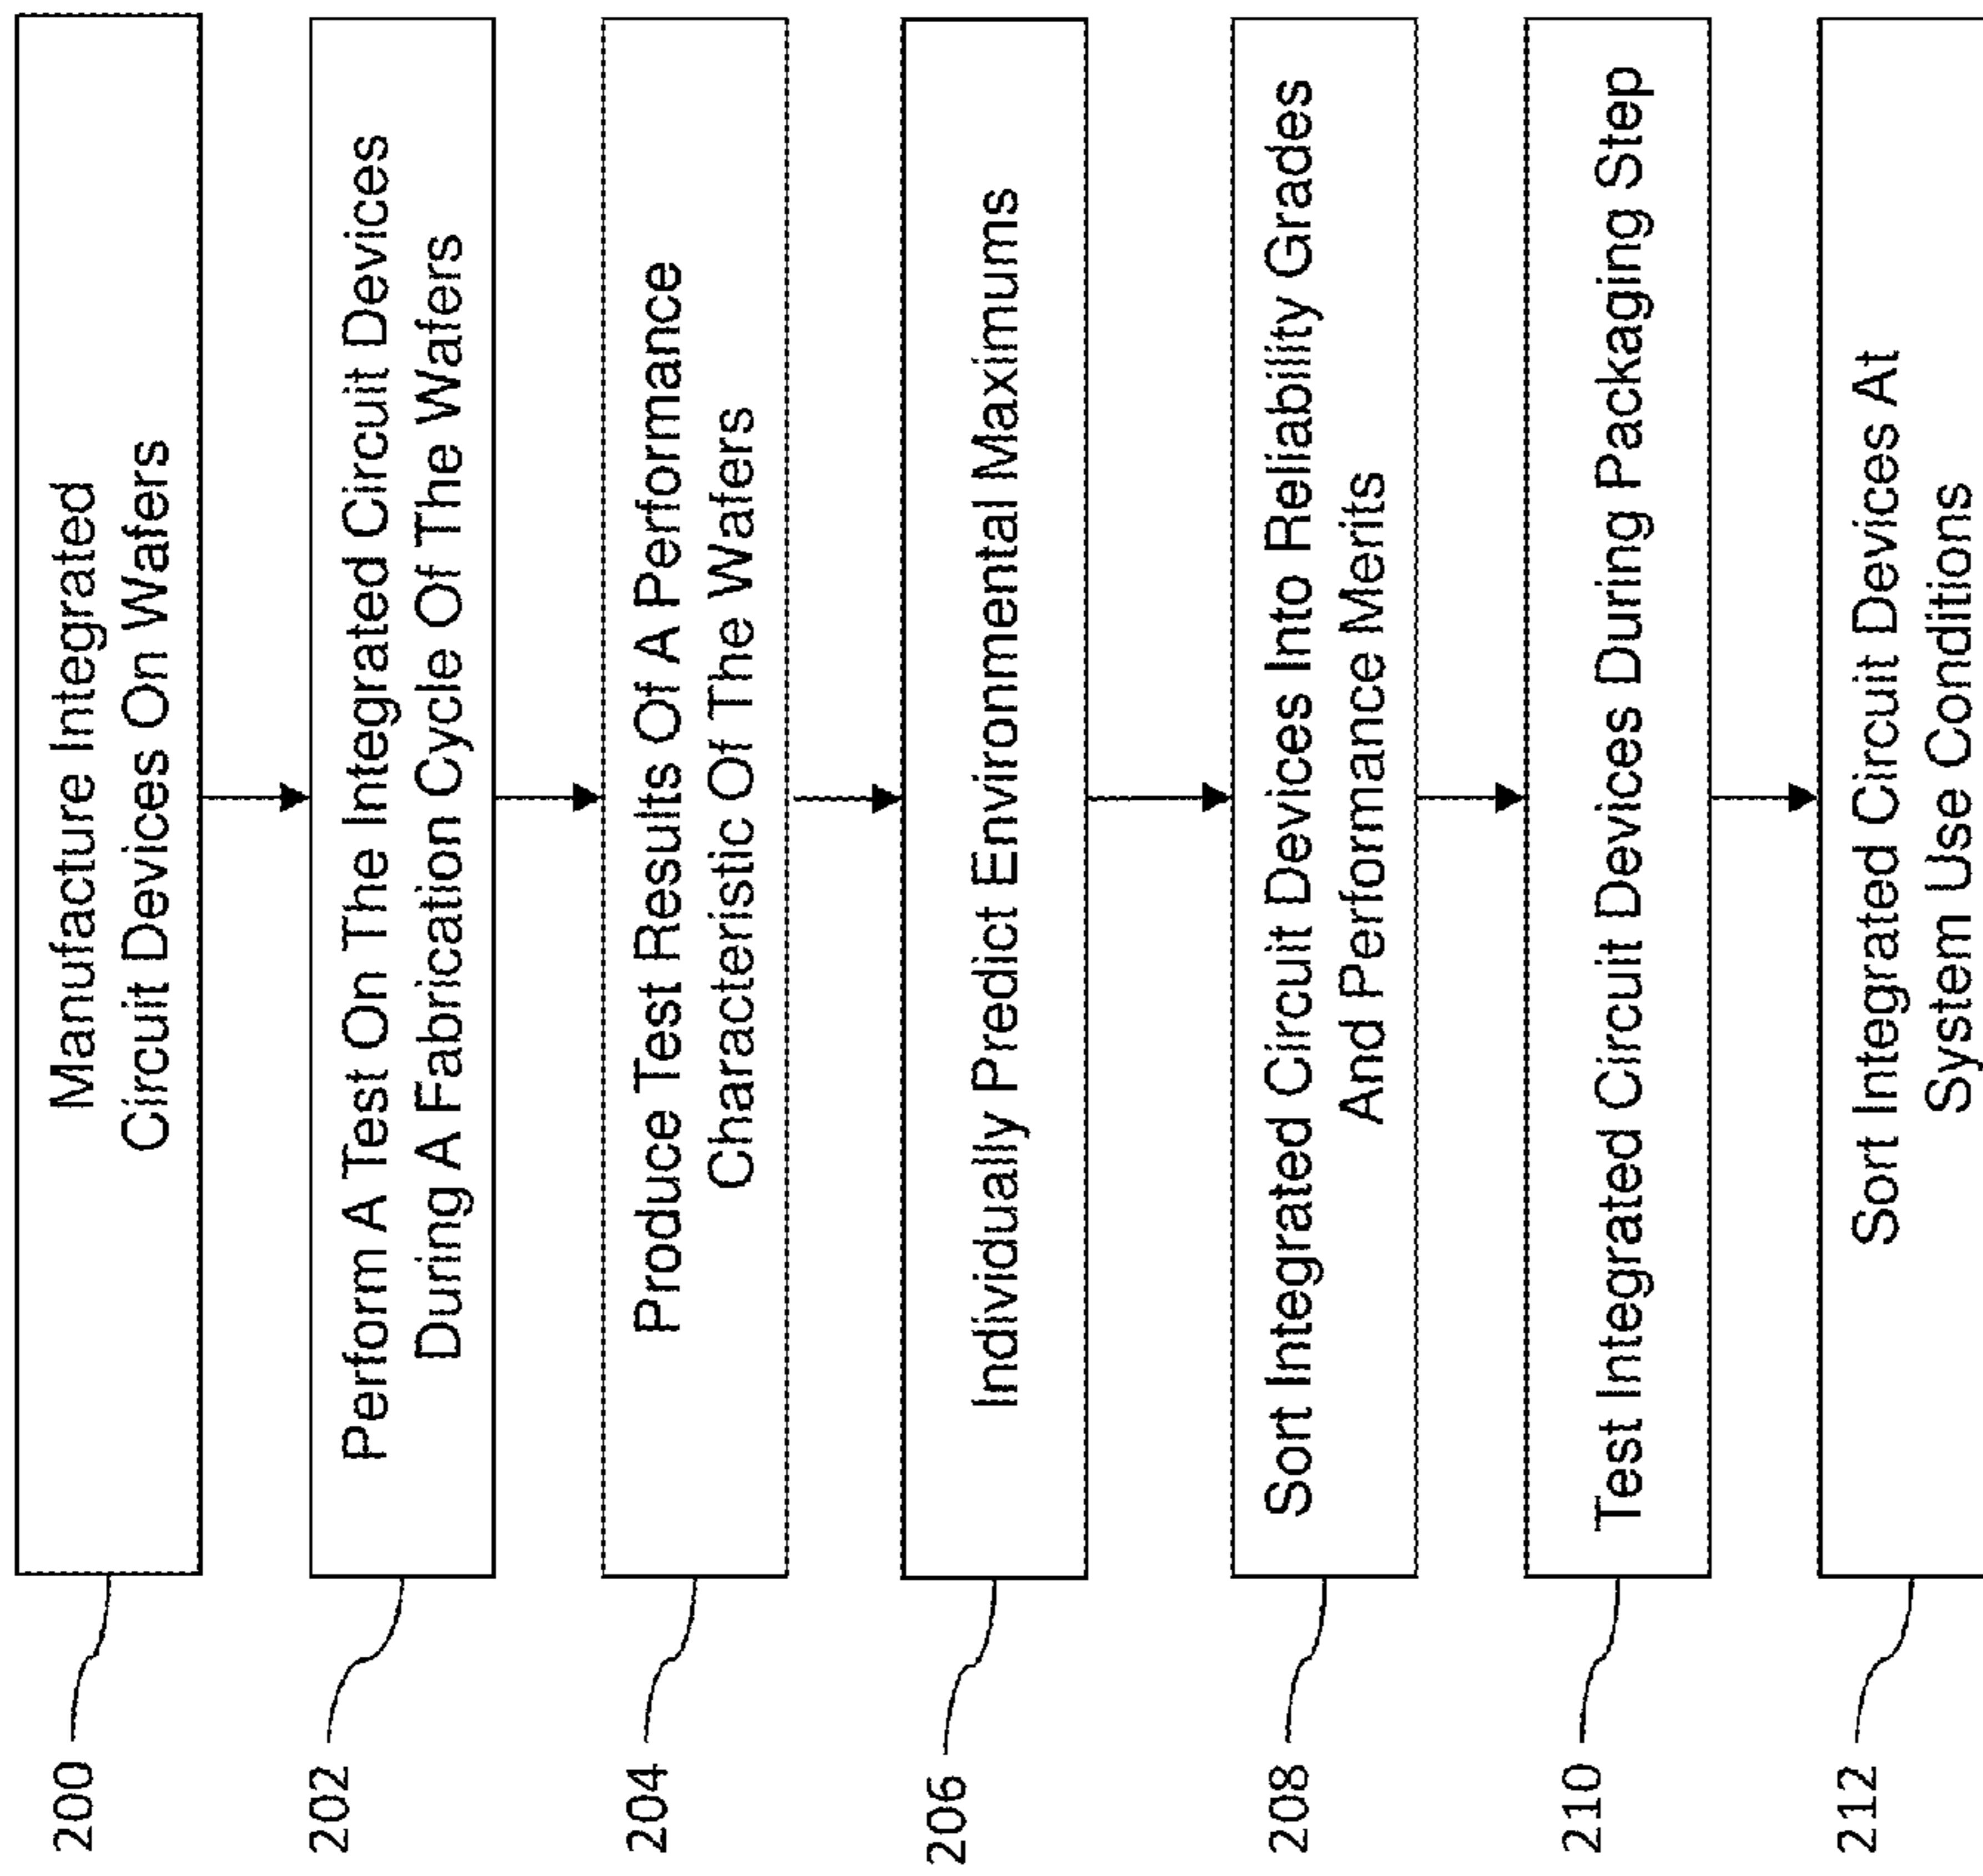 200
Manufacture Integrated
Circuit Devices On Wafers
202
Perform A Test On The Integrated Circuit Devices
During A Fabrication Cycle Of The Wafers
204
Produce Test Results Of A Performance
Characteristic Of The Wafers
206
Individually Predict Environmental Maximums
208
Sort Integrated Circuit Devices Into Reliability Grades
And Performance Merits
210
Test Integrated Circuit Devices During Packaging Step
212
Sort Integrated Circuit Devices At
System Use Conditions